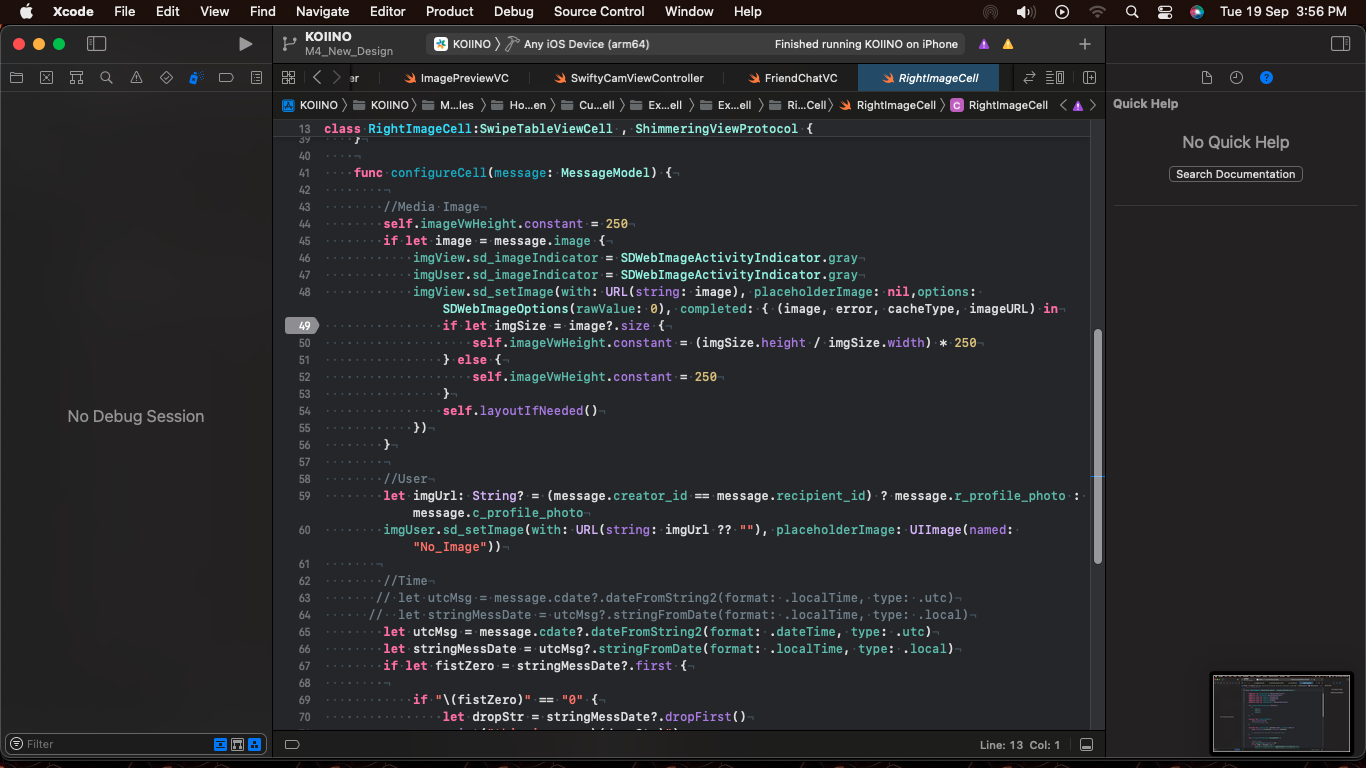 Xcode File Edit View Find Navigate Editor Product Debug Source Control Window Help Tue 19 Sep 3:56 PM
KOIINO
M4_New_Design
KOIINO Any iOS Device (arm64) Finished running KOIINO on iPhone
er ImagePreviewVC SwiftyCamViewController FriendChatVC RightImageCell
KOIINO KOIINO M...les Ho...en Cu...ell Ex...ell Ex...ell Ri...Cell) RightImageCell C RightImageCell
Quick Help
No Quick Help
Search Documentation
No Debug Session
13 class RightImageCell:SwipeTableViewCell , ShimmeringViewProtocol {
39 }
40
41 func configureCell(message: MessageModel) {
42
43 //Media Image
44 self.imageVwHeight.constant = 250
45 if let image = message.image {
46 imgView.sd_imageIndicator = SDWebImageActivityIndicator.gray
47 imgUser.sd_imageIndicator = SDWebImageActivityIndicator.gray
48 imgView.sd_setImage(with: URL(string: image), placeholderImage: nil,options:
SDWebImageOptions(rawValue: 0), completed: { (image, error, cacheType, imageURL) in
49 if let imgSize = image?.size {
50 self.imageVwHeight.constant = (imgSize.height / imgSize.width) * 250
51 } else {
52 self.imageVwHeight.constant = 250
53 }
54 self.layoutIfNeeded()
55 })
56 }
57
58 //User
59 let imgUrl: String? = (message.creator_id == message.recipient_id) ? message.r_profile_photo :
message.c_profile_photo
60 imgUser.sd_setImage(with: URL(string: imgUrl ?? ""), placeholderImage: UIImage(named:
"No_Image"))
61
62 //Time
63 // let utcMsg = message.cdate?.dateFromString2(format: .localTime, type: .utc)
64 // let stringMessDate = utcMsg?.stringFromDate(format: .localTime, type: .local)
65 let utcMsg = message.cdate?.dateFromString2(format: .dateTime, type: .utc)
66 let stringMessDate = utcMsg?.stringFromDate(format: .localTime, type: .local)
67 if let fistZero = stringMessDate?.first {
68
69 if "\(fistZero)" == "0" {
70 let dropStr = stringMessDate?.dropFirst()
Filter
Line: 13 Col: 1